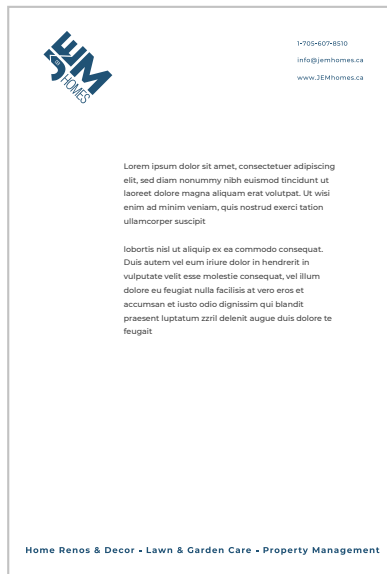 JEM
HOMES
1-705-607-8510
info@jemhomes.ca
www.JEMhomes.ca
Lorem ipsum dolor sit amet, consectetuer adipiscing
elit, sed diam nonummy nibh euismod tincidunt ut
laoreet dolore magna aliquam erat volutpat. Ut wisi
enim ad minim veniam, quis nostrud exerci tation
ullamcorper suscipit
lobortis nisl ut aliquip ex ea commodo consequat.
Duis autem vel eum iriure dolor in hendrerit in
vulputate velit esse molestie consequat, vel illum
dolore eu feugiat nulla facilisis at vero eros et
accumsan et iusto odio dignissim qui blandit
praesent luptatum zzril delenit augue duis dolore te
feugait
Home Renos & Decor - Lawn & Garden Care - Property Management